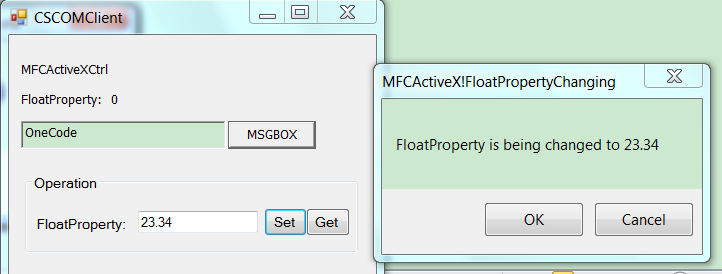 CSCOMClient
MFCActiveXCtrl
FloatProperty: 0
OneCode MSGBOX
Operation
FloatProperty: 23.34 Set Get
MFCActiveX!FloatPropertyChanging
FloatProperty is being changed to 23.34
OK Cancel